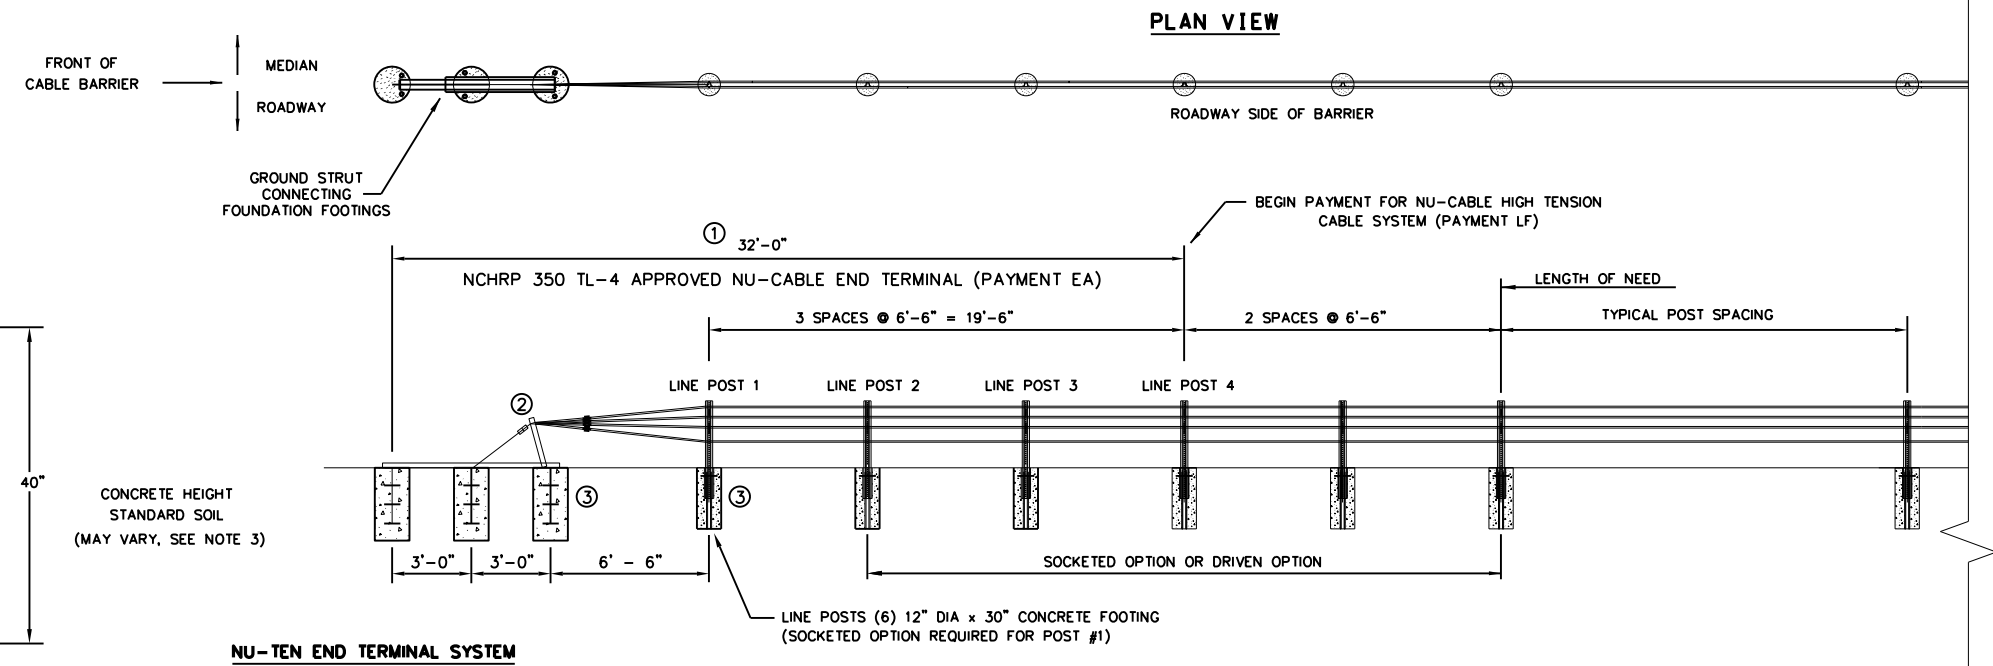 PLAN VIEW
FRONT OF
CABLE BARRIER
MEDIAN
ROADWAY
ROADWAY SIDE OF BARRIER
GROUND STRUT
CONNECTING
FOUNDATION FOOTINGS
BEGIN PAYMENT FOR NU-CABLE HIGH TENSION
CABLE SYSTEM (PAYMENT LF)
① 32'-0"
NCHRP 350 TL-4 APPROVED NU-CABLE END TERMINAL (PAYMENT EA)
LENGTH OF NEED
3 SPACES @ 6'-6" = 19'-6"
2 SPACES @ 6'-6"
TYPICAL POST SPACING
LINE POST 1
LINE POST 2
LINE POST 3
LINE POST 4
②
40"
CONCRETE HEIGHT
STANDARD SOIL
(MAY VARY, SEE NOTE 3)
③
③
3'-0"
3'-0"
6' - 6"
SOCKETED OPTION OR DRIVEN OPTION
LINE POSTS (6) 12" DIA x 30" CONCRETE FOOTING
(SOCKETED OPTION REQUIRED FOR POST #1)
NU-TEN END TERMINAL SYSTEM